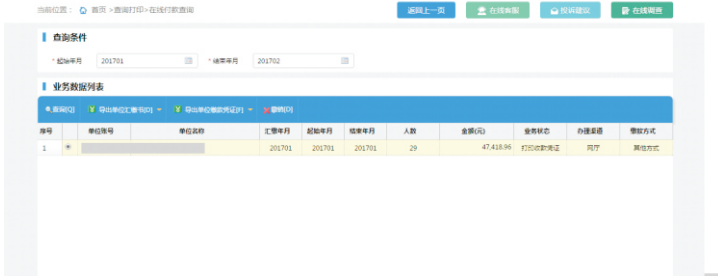 当前位置： 首页 >查询打印>在线付款查询 返回上一页 在线客服 投诉建议 在线调查
查询条件
* 起始年月 201701 * 结束年月 201702
业务数据列表
查询[Q] 导出单位汇缴书[D] 导出单位缴款凭证[F] 撤销[O]
序号 单位账号 单位名称 汇缴年月 起始年月 结束年月 人数 金额(元) 业务状态 办理渠道 缴款方式
1 201701 201701 201701 29 47,418.96 打印收款凭证 网厅 其他方式